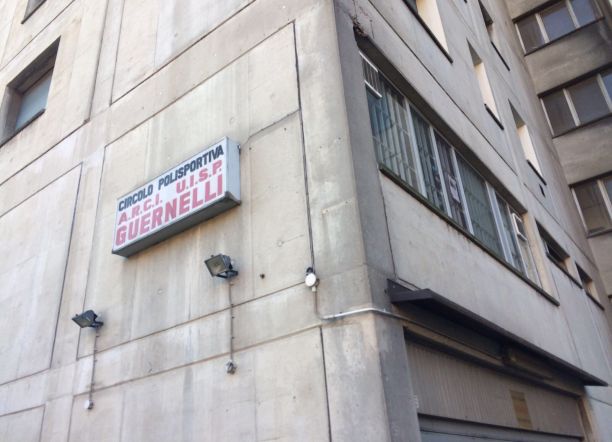 CIRCOLO POLISPORTIVA
A.R.C.I. U.I.S.P.
GUERNELLI